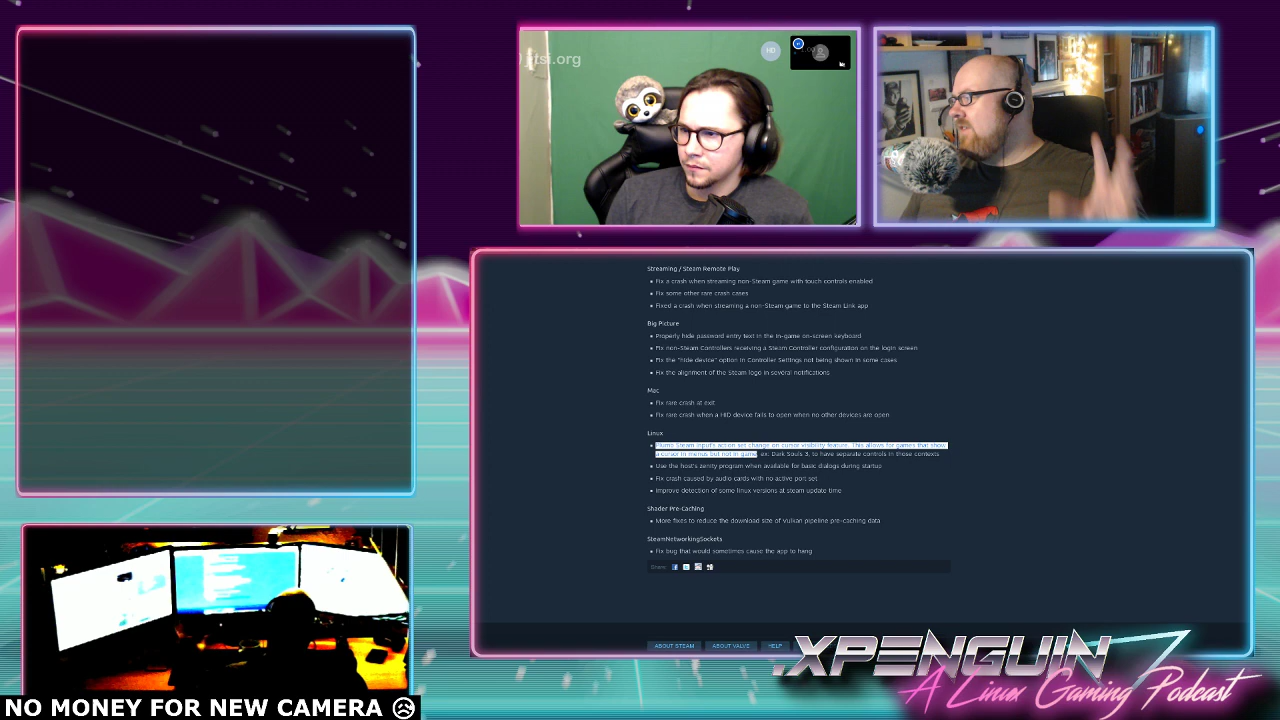 jitsi.org
HD
Streaming / Steam Remote Play
Fix a crash when streaming non-Steam game with touch controls enabled
Fix some other rare crash cases
Fixed a crash when streaming a non-Steam game to the Steam Link app
Big Picture
Properly hide password entry text in the in-game on-screen keyboard
Fix non-Steam Controllers receiving a Steam Controller configuration on the login screen
Fix the "hide device" option in Controller Settings not being shown in some cases
Fix the alignment of the Steam logo in several notifications
Mac
Fix rare crash at exit
Fix rare crash when a HID device fails to open when no other devices are open
Linux
Plumb Steam Input's action set change on cursor visibility feature. This allows for games that show
a cursor in menus but not in game, ex: Dark Souls 3, to have separate controls in those contexts
Use the host's zenity program when available for basic dialogs during startup
Fix crash caused by audio cards with no active port set
Improve detection of some linux versions at steam update time
Shader Pre-Caching
More fixes to reduce the download size of Vulkan pipeline pre-caching data
SteamNetworkingSockets
Fix bug that would sometimes cause the app to hang
Share:
ABOUT STEAM ABOUT VALVE HELP
XPENGUIN
A Linux Gaming Podcast
NO MONEY FOR NEW CAMERA